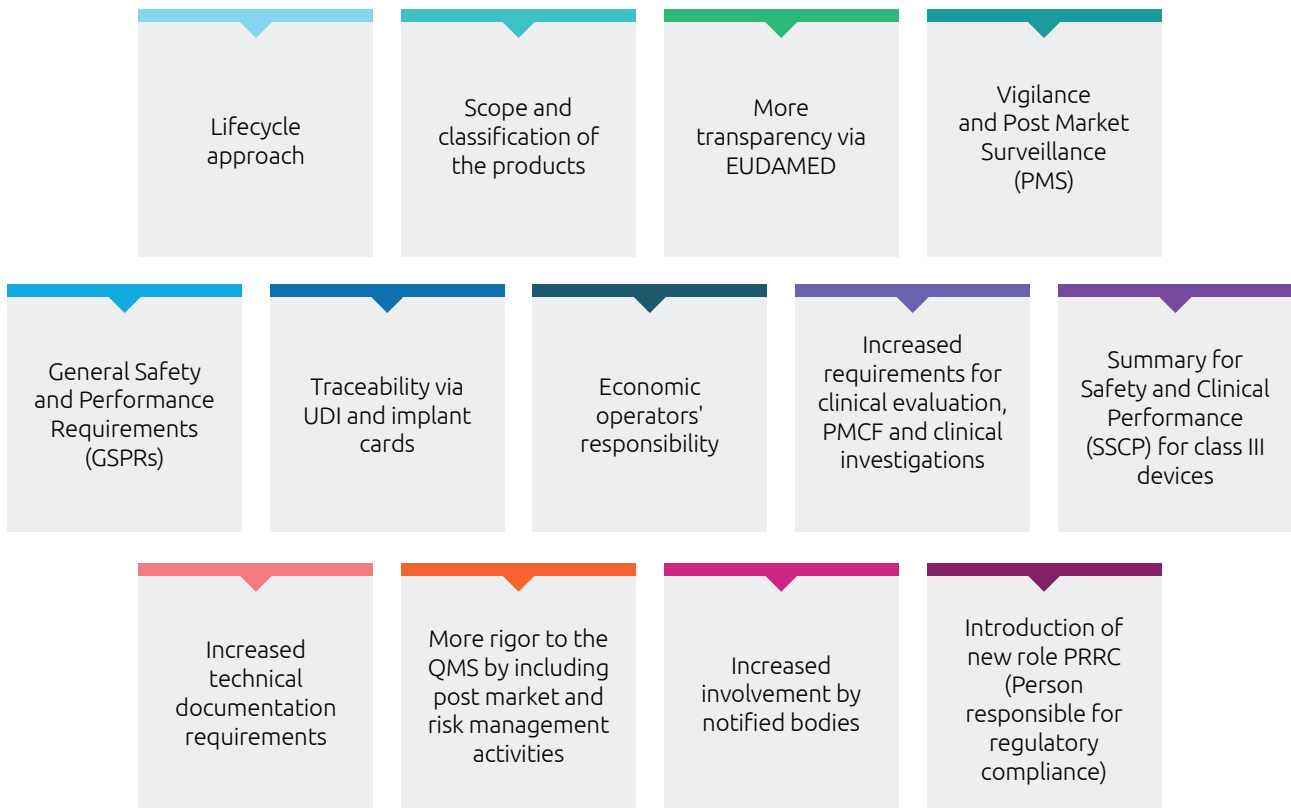 Lifecycle
approach
Scope and
classification of
the products
More
transparency via
EUDAMED
Vigilance
and Post Market
Surveillance
(PMS)
General Safety
and Performance
Requirements
(GSPRs)
Traceability via
UDI and implant
cards
Economic
operators'
responsibility
Increased
requirements for
clinical evaluation,
PMCF and clinical
investigations
Summary for
Safety and Clinical
Performance
(SSCP) for class III
devices
Increased
technical
documentation
requirements
More rigor to the
QMS by including
post market and
risk management
activities
Increased
involvement by
notified bodies
Introduction of
new role PRRC
(Person
responsible for
regulatory
compliance)